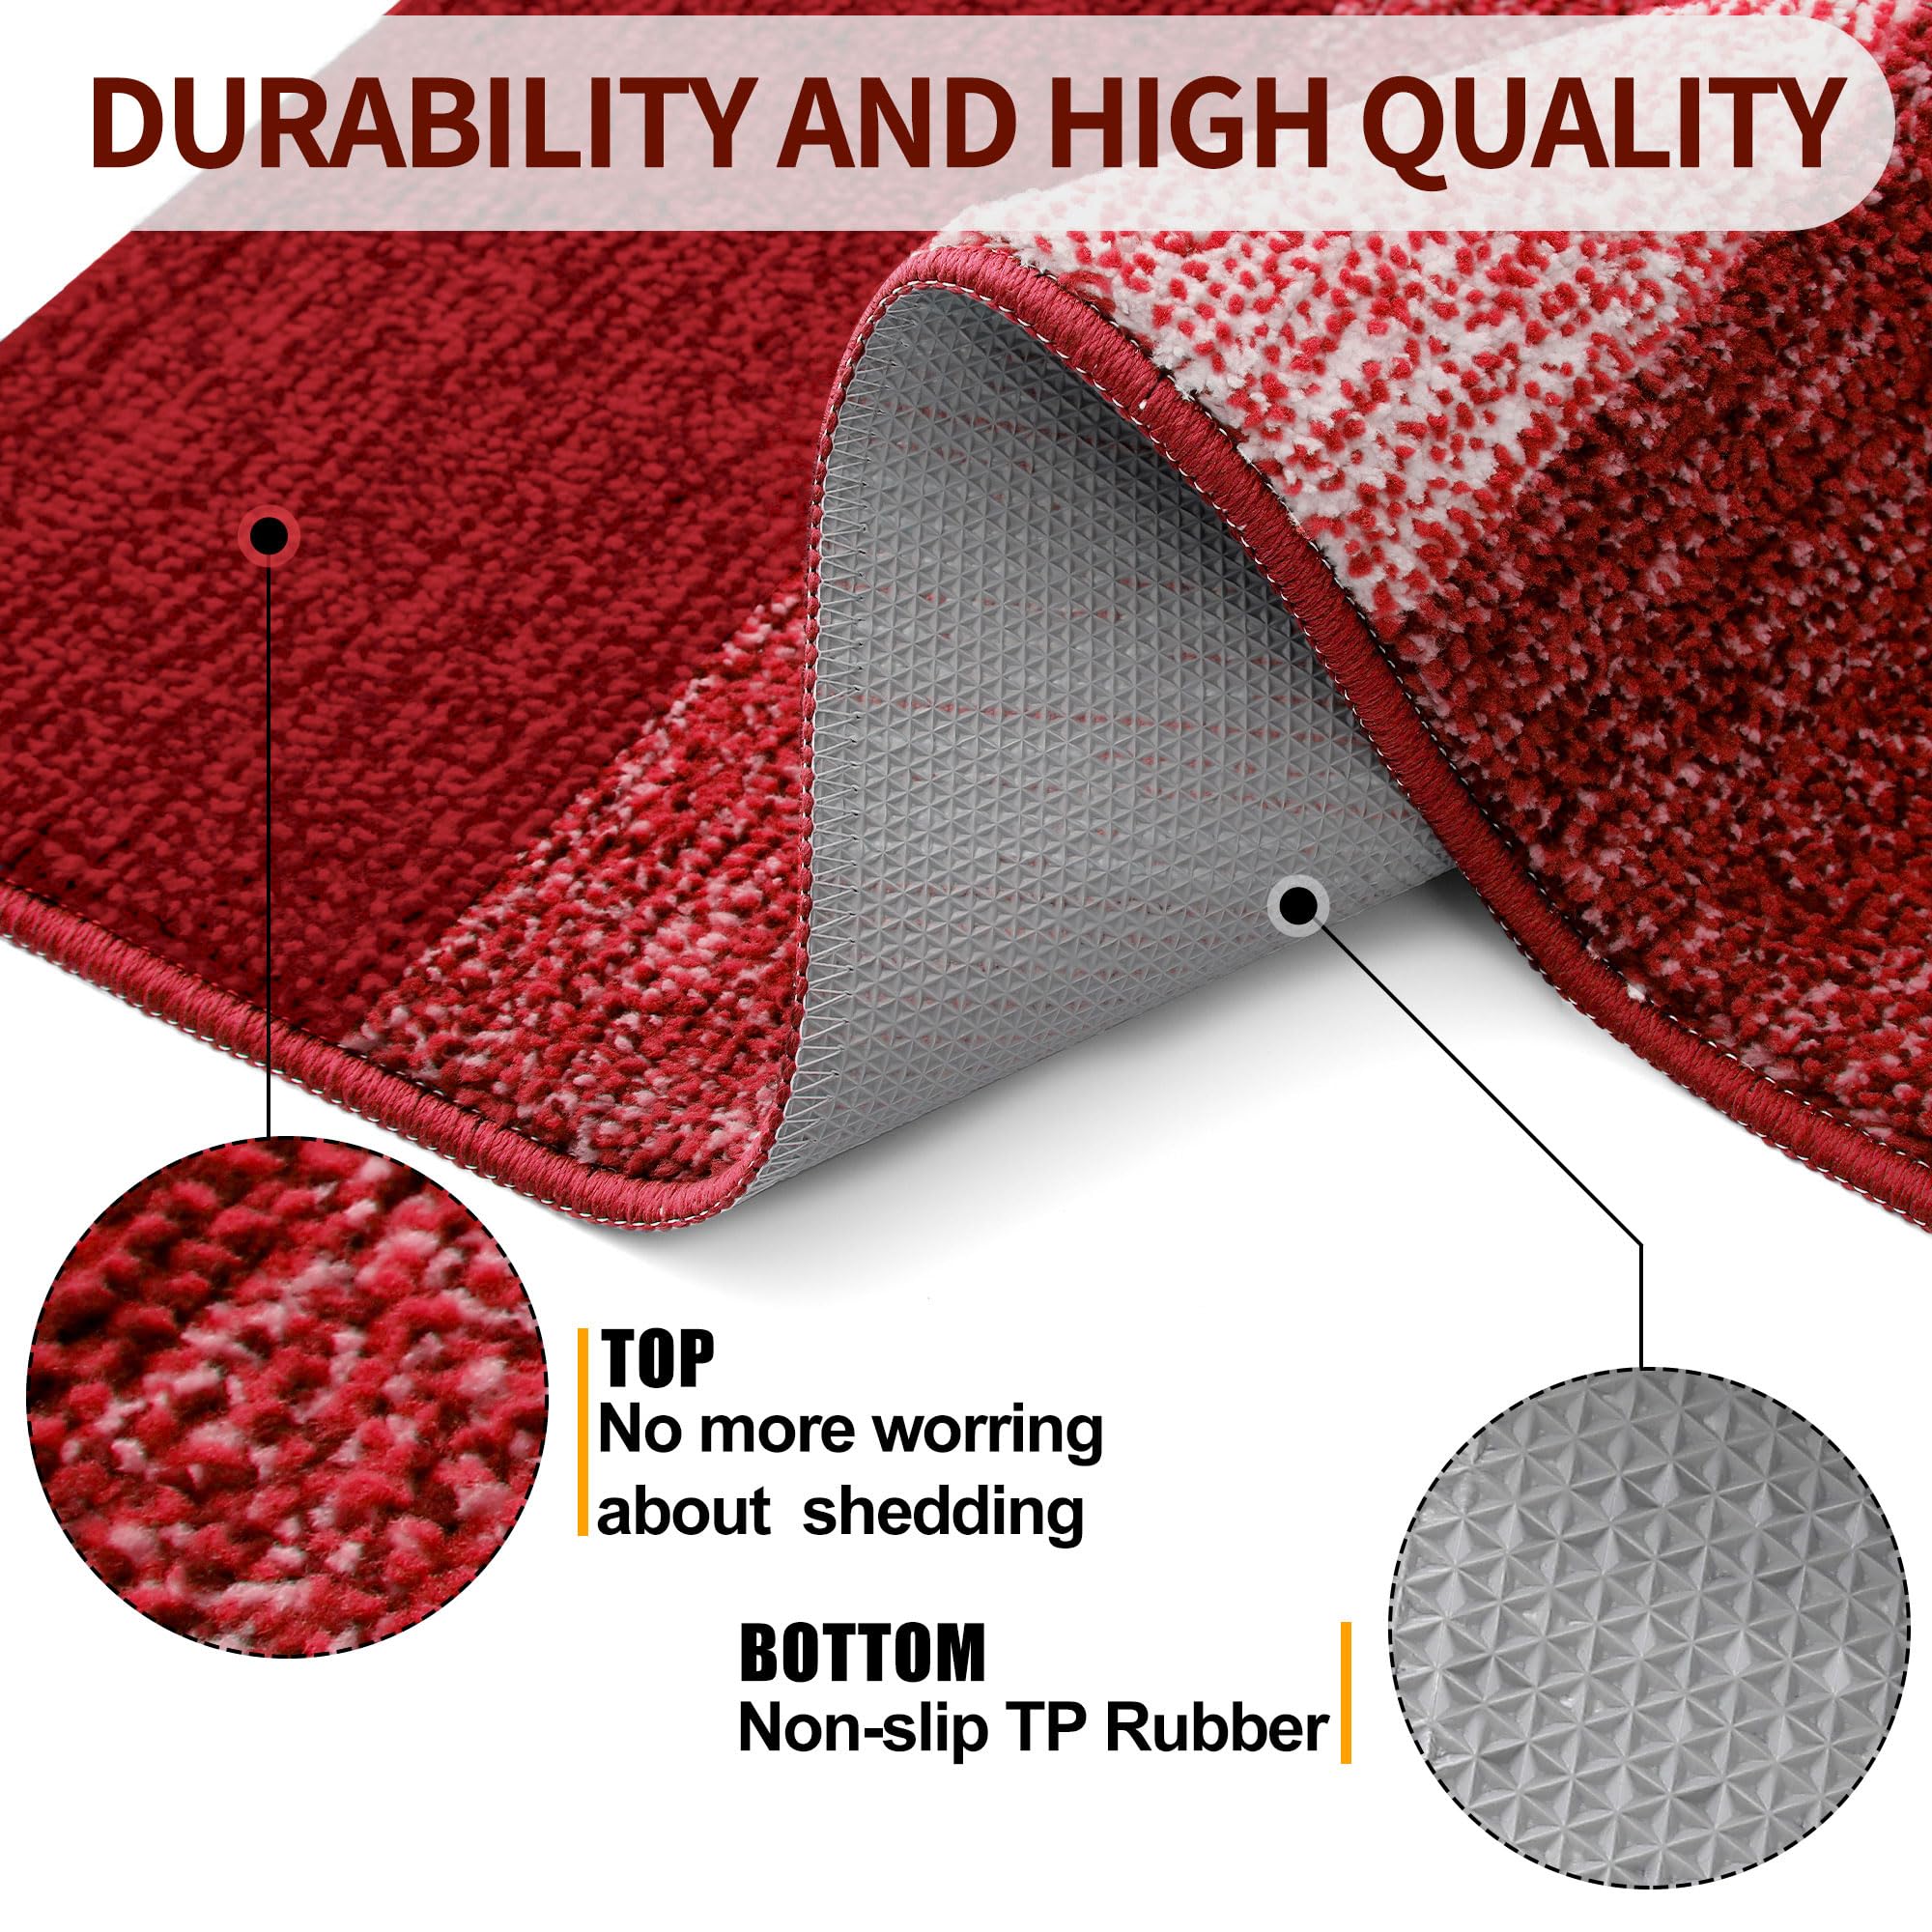 DURABILITY AND HIGH QUALITY
TOP
No more worring
about  shedding
BOTTOM
Non-slip TP Rubber